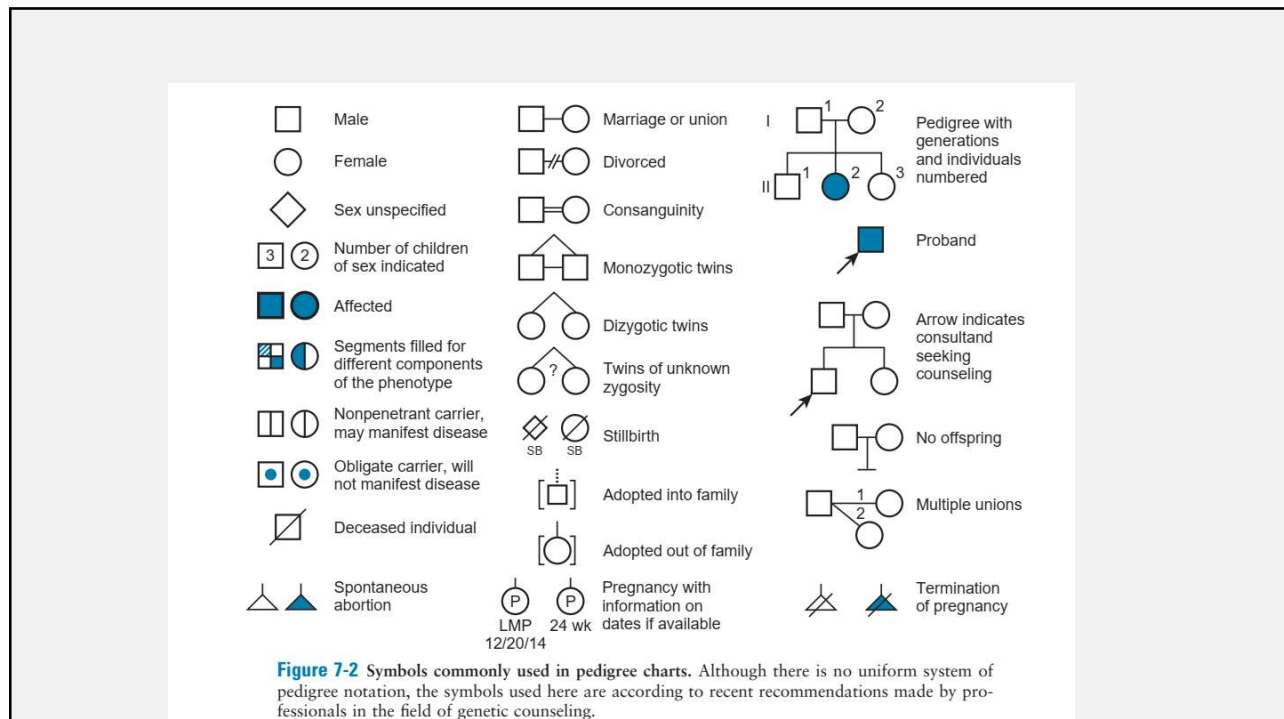 Male
Female
Sex unspecified
3 2 Number of children
of sex indicated
Affected
Segments filled for
different components
of the phenotype
Nonpenetrant carrier,
may manifest disease
Obligate carrier, will
not manifest disease
Deceased individual
Spontaneous
abortion
Marriage or union
Divorced
Consanguinity
Monozygotic twins
Dizygotic twins
? Twins of unknown
zygosity
Stillbirth
SB SB
Adopted into family
Adopted out of family
P P Pregnancy with
information on
dates if available
LMP 24 wk
12/20/14
I 1 2
Pedigree with
generations
and individuals
numbered
II 1 2 3
Proband
Arrow indicates
consultand
seeking
counseling
No offspring
1 Multiple unions
2
Termination
of pregnancy
Figure 7-2 Symbols commonly used in pedigree charts. Although there is no uniform system of
pedigree notation, the symbols used here are according to recent recommendations made by pro-
fessionals in the field of genetic counseling.